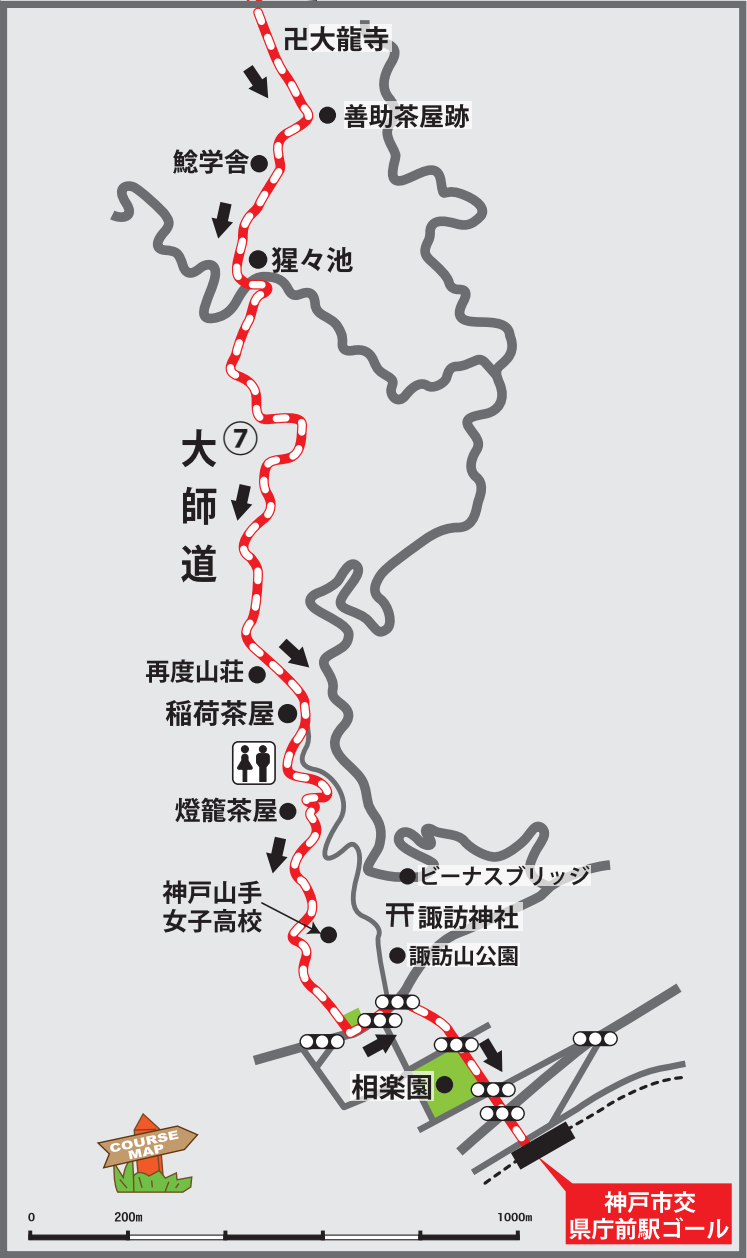 卍大龍寺
善助茶屋跡
鯰学舎
猩々池
⑦
大師道
再度山荘
稲荷茶屋
燈籠茶屋
神戸山手
女子高校
ビーナスブリッジ
諏訪神社
諏訪山公園
相楽園
COURSE
MAP
神戸市交
県庁前駅ゴール
0 200m 1000m